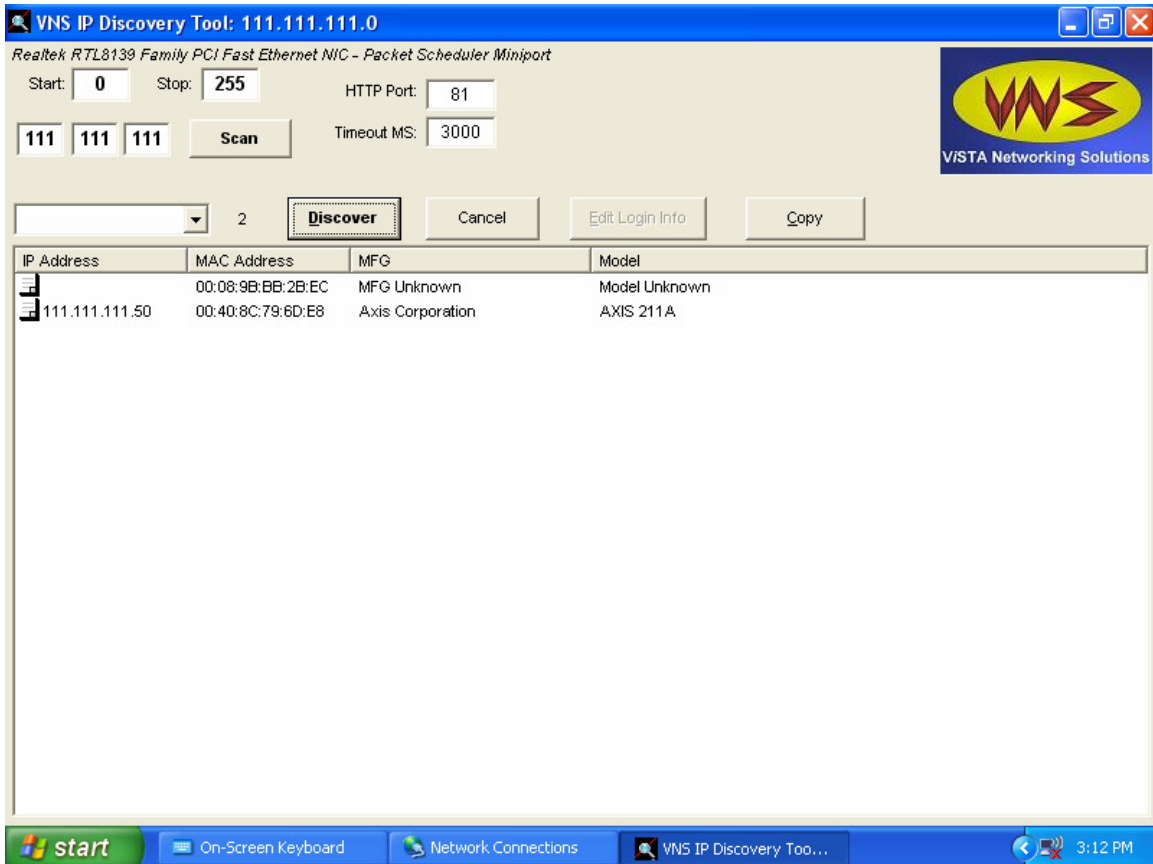 VNS IP Discovery Tool: 111.111.111.0
Realtek RTL8139 Family PCI Fast Ethernet NIC - Packet Scheduler Miniport
Start: 0 Stop: 255 HTTP Port: 81
111 111 111 Scan Timeout MS: 3000
VNS
ViSTA Networking Solutions
2 Discover Cancel Edit Login Info Copy
IP Address MAC Address MFG Model
00:08:9B:BB:2B:EC MFG Unknown Model Unknown
111.111.111.50 00:40:8C:79:6D:E8 Axis Corporation AXIS 211A
start On-Screen Keyboard Network Connections VNS IP Discovery Too... 3:12 PM